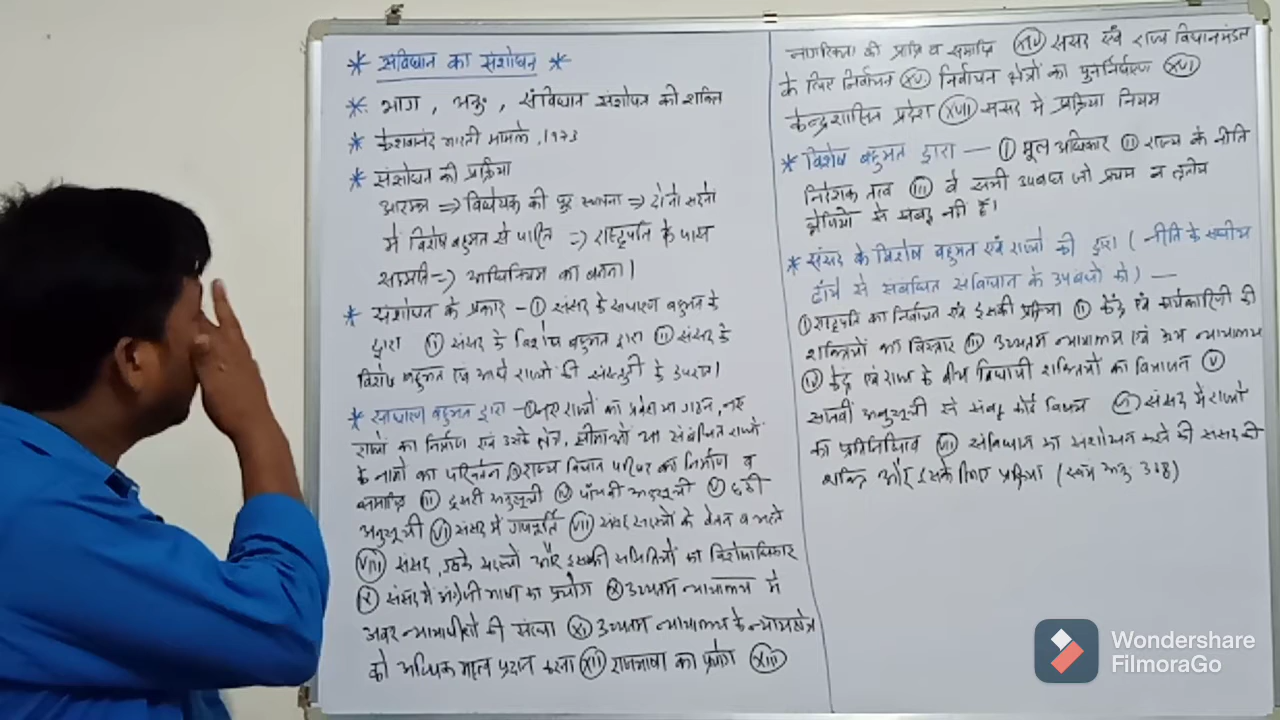 * संविधान का संशोधन *
* भाग, अनु, संविधान संशोधन की शक्ति
* केशवानंद भारती मामले, 1973
* संशोधन की प्रक्रिया
आरम्भ => विधेयक की पुरःस्थापना => दोनो सदनो
में विशेष बहुमत से पारित => राष्ट्रपति के पास
सहमति => अधिनियम का बनना।
* संशोधन के प्रकार - (I) संसद के साधारण बहुमत के
द्वारा (II) संसद के विशेष बहुमत द्वारा (II) संसद के
विशेष बहुमत एवं आधे राज्यो की संस्तुती के उपरान्त।
* साधारण बहुमत द्वारा - (I) नए राज्यों का प्रवेश या गठन, नए
राज्यों का निर्माण एवं उसके क्षेत्र, सीमाओं या संबंधित राज्यो
के नामों का परिवर्तन (II) राज्य विधान परिषद का निर्माण व
समाप्ति (III) दूसरी अनुसूची (IV) पाँचवी अनुसूची (V) छठी
अनुसूची (VI) संसद में गणपूर्ति (VII) संसद सदस्यों के वेतन व भत्ते
(VIII) संसद, इसके सदस्यों और इसकी समितियों का विशेषाधिकार
(X) संसद में अंग्रेजी भाषा का प्रयोग (X) उच्चतम न्यायालय में
अवर न्यायाधीशों की संख्या (XI) उच्चतम न्यायालय के न्यायक्षेत्र
को अधिक महत्व प्रदान करना (XII) राजभाषा का प्रयोग (XIII)
नागरिकता की प्राप्ति व समाप्ति (XIV) संसद एवं राज्य विधानमंडल
के लिए निर्वाचन (XV) निर्वाचन क्षेत्रों का पुनर्निर्धारण (XVI)
केन्द्रशासित प्रदेश (XVII) संसद में प्रक्रिया नियम
* विशेष बहुमत द्वारा — (I) मूल अधिकार (II) राज्य के नीति
निदेशक तत्व (III) वे सभी उपबंध जो प्रथम व तृतीय
श्रेणियो से संबद्ध नहीं हैं।
* संसद के विशेष बहुमत एवं राज्यों की द्वारा (नीति के संघीय
ढाँचे से संबंधित संविधान के उपबंधो को) —
(I) राष्ट्रपति का निर्वाचन एवं इसकी प्रक्रिया (II) केंद्र एवं कार्यकारिणी की
शक्तियों का विस्तार (III) उच्चतम न्यायालय एवं उच्च न्यायालय
(IV) केंद्र एवं राज्य के बीच विधायी शक्तियों का विभाजन (V)
सातवीं अनुसूची से संबद्ध कोई विषय (VI) संसद में राज्यो
का प्रतिनिधित्व (VII) संविधान का संशोधन करने की संसद की
शक्ति और इसके लिए प्रक्रिया (स्वयं अनु 368)
Wondershare
FilmoraGo